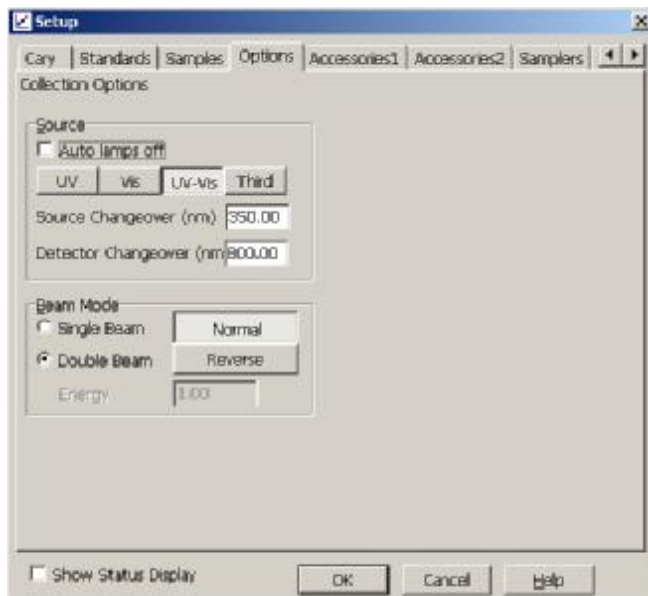 Setup
Cary Standards Samples Options Accessories1 Accessories2 Samplers
Collection Options
Source
Auto lamps off
UV Vis UV-Vis Third
Source Changeover (nm) 350.00
Detector Changeover (nm 800.00
Beam Mode
Single Beam Normal
Double Beam Reverse
Energy 1.00
Show Status Display OK Cancel Help